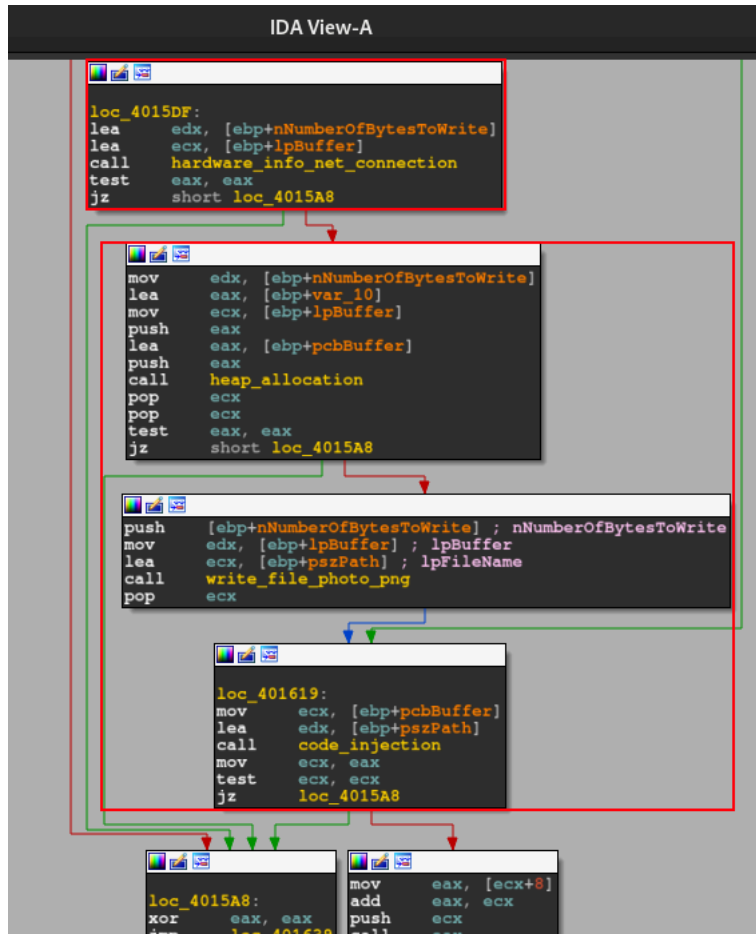 IDA View-A
loc_4015DF:
lea edx, [ebp+nNumberOfBytesToWrite]
lea ecx, [ebp+lpBuffer]
call hardware_info_net_connection
test eax, eax
jz short loc_4015A8
mov edx, [ebp+nNumberOfBytesToWrite]
lea eax, [ebp+var_10]
mov ecx, [ebp+lpBuffer]
push eax
lea eax, [ebp+pcbBuffer]
push eax
call heap_allocation
pop ecx
pop ecx
test eax, eax
jz short loc_4015A8
push [ebp+nNumberOfBytesToWrite] ; nNumberOfBytesToWrite
mov edx, [ebp+lpBuffer] ; lpBuffer
lea ecx, [ebp+pszPath] ; lpFileName
call write_file_photo_png
pop ecx
loc_401619:
mov ecx, [ebp+pcbBuffer]
lea edx, [ebp+pszPath]
call code_injection
mov ecx, eax
test ecx, ecx
jz loc_4015A8
loc_4015A8:
xor eax, eax
mov eax, [ecx+8]
add eax, ecx
push ecx